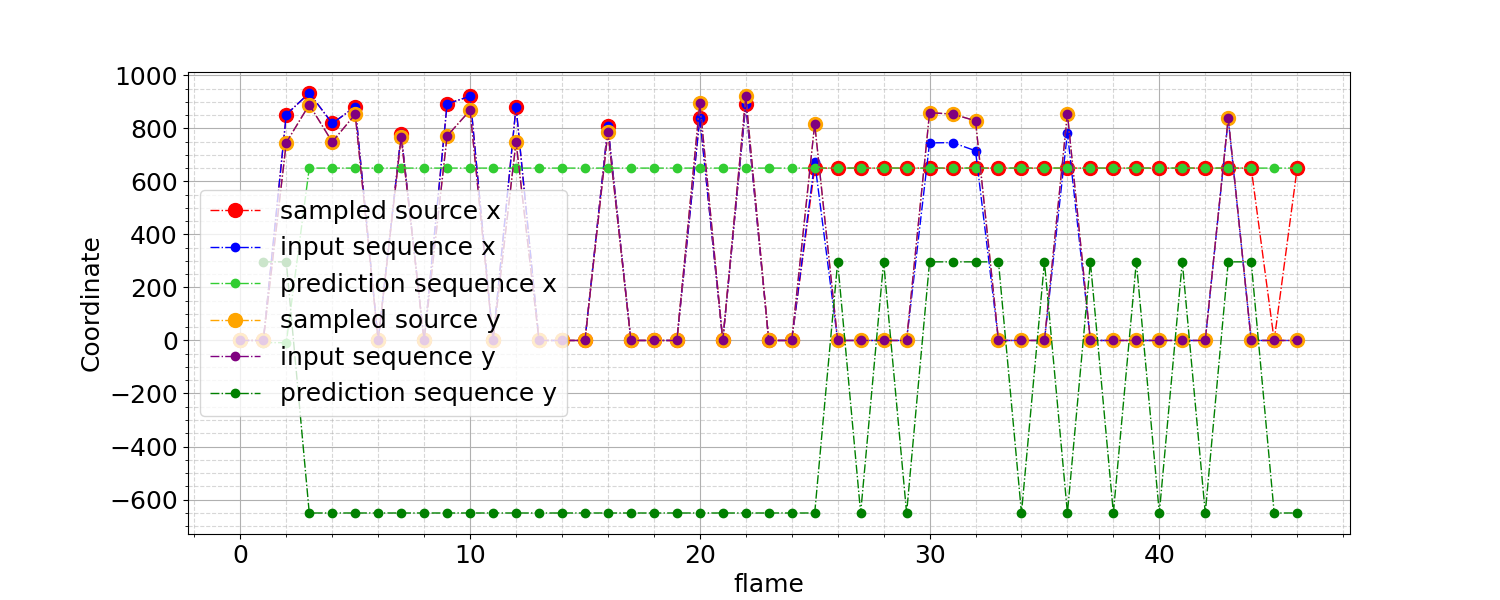 1000
800
600
400
200
0
−200
−400
−600
Coordinate
sampled source x
input sequence x
prediction sequence x
sampled source y
input sequence y
prediction sequence y
0 10 20 30 40
flame